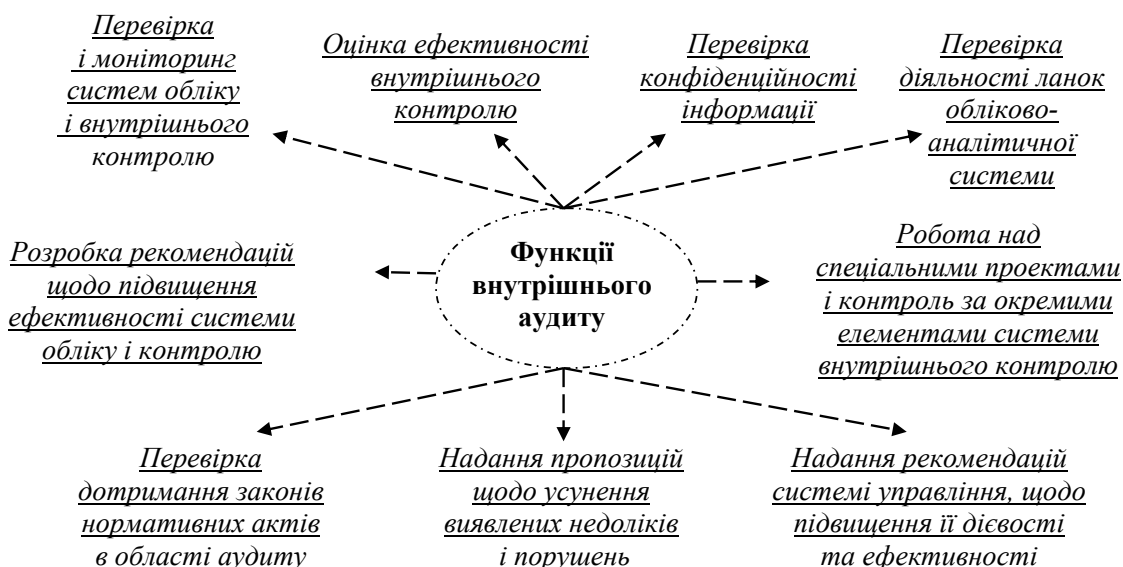 Перевірка
і моніторинг
систем обліку
і внутрішнього
контролю
Оцінка ефективності
внутрішнього
контролю
Перевірка
конфіденційності
інформації
Перевірка
діяльності ланок
обліково-
аналітичної
системи
Функції
внутрішнього
аудиту
Розробка рекомендацій
щодо підвищення
ефективності системи
обліку і контролю
Робота над
спеціальними проектами
і контроль за окремими
елементами системи
внутрішнього контролю
Перевірка
дотримання законів
нормативних актів
в області аудиту
Надання пропозицій
щодо усунення
виявлених недоліків
і порушень
Надання рекомендацій
системі управління, щодо
підвищення її дієвості
та ефективності